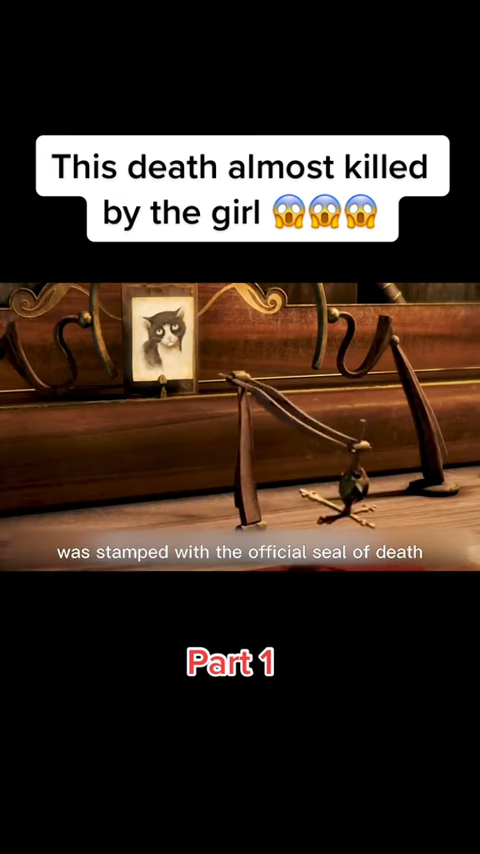 This death almost killed
by the girl 😱😱😱
was stamped with the official seal of death
Part 1